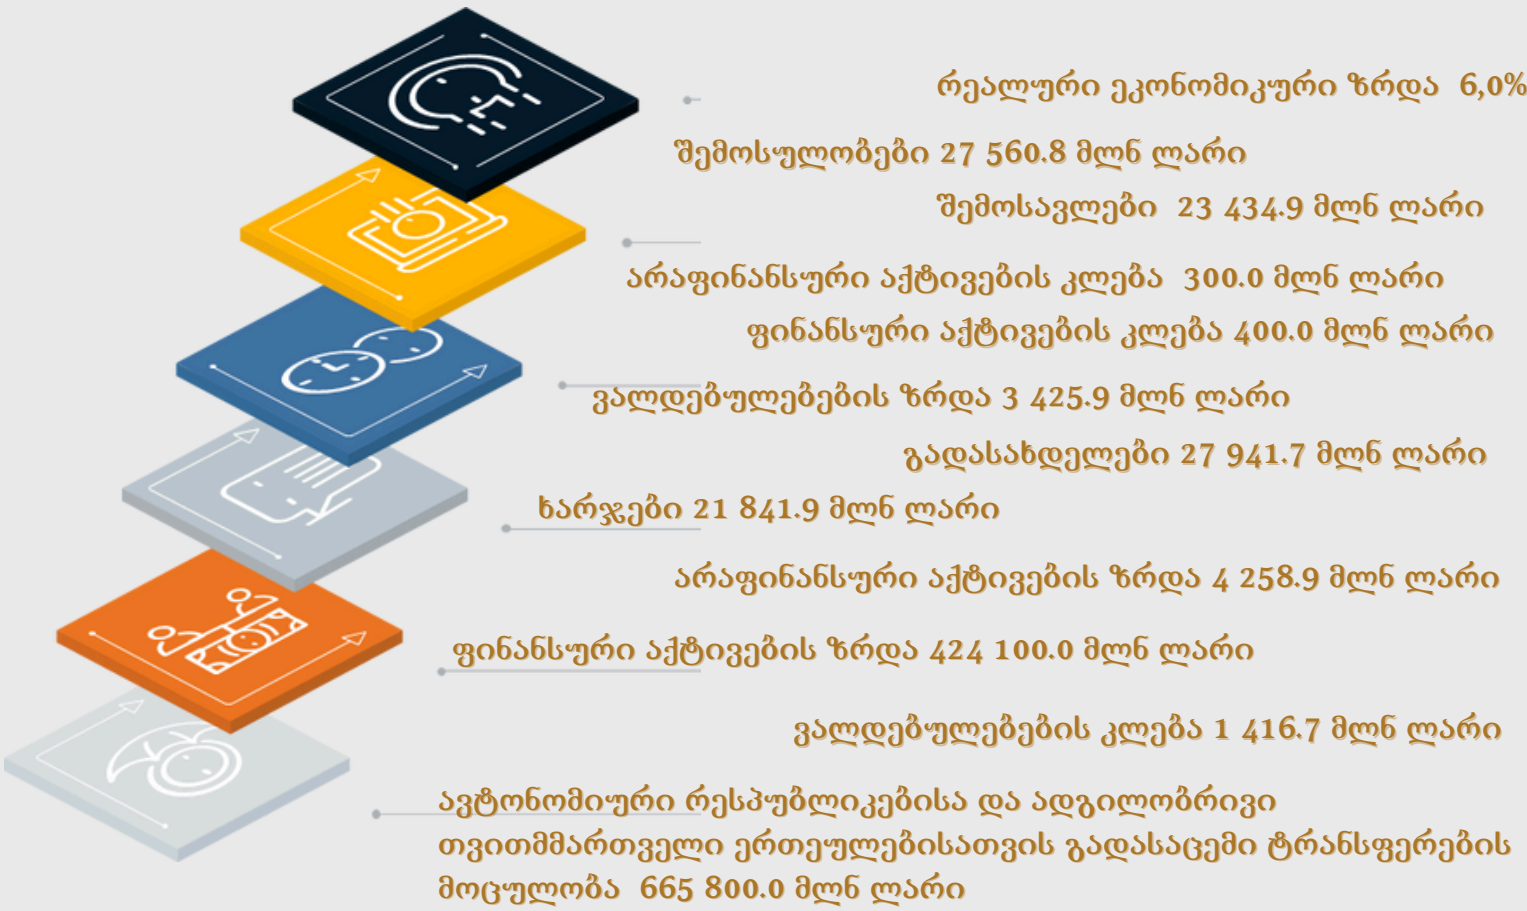 რეალური ეკონომიკური ზრდა 6,0%
შემოსულობები 27 560.8 მლნ ლარი
შემოსავლები 23 434.9 მლნ ლარი
არაფინანსური აქტივების კლება 300.0 მლნ ლარი
ფინანსური აქტივების კლება 400.0 მლნ ლარი
ვალდებულებების ზრდა 3 425.9 მლნ ლარი
გადასახდელები 27 941.7 მლნ ლარი
ხარჯები 21 841.9 მლნ ლარი
არაფინანსური აქტივების ზრდა 4 258.9 მლნ ლარი
ფინანსური აქტივების ზრდა 424 100.0 მლნ ლარი
ვალდებულებების კლება 1 416.7 მლნ ლარი
ავტონომიური რესპუბლიკებისა და ადგილობრივი
თვითმმართველი ერთეულებისათვის გადასაცემი ტრანსფერების
მოცულობა 665 800.0 მლნ ლარი